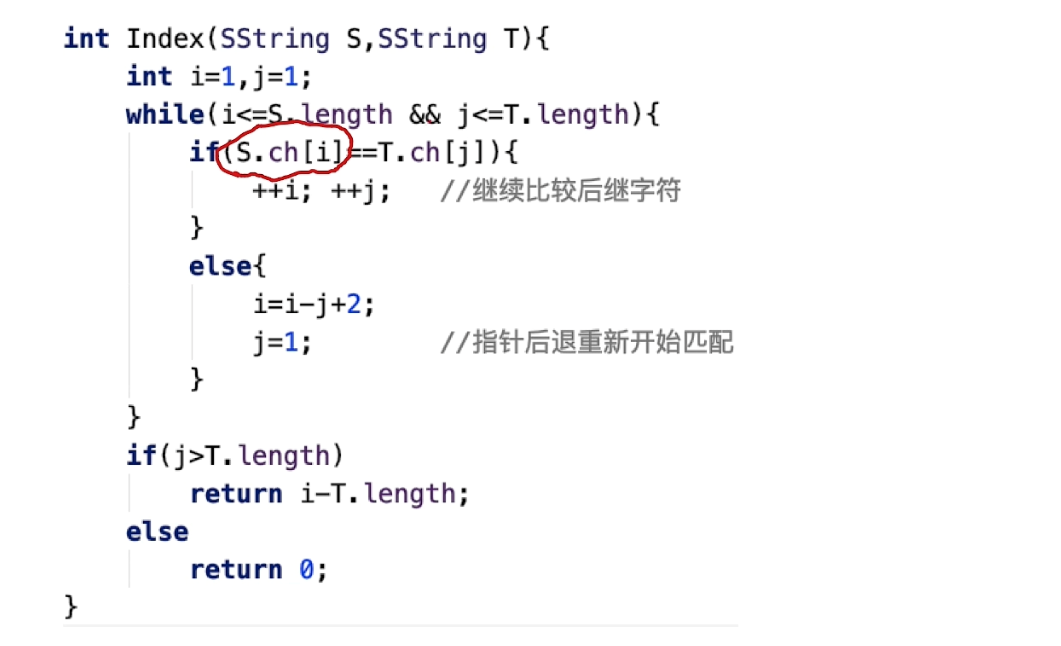 int Index(SString S,SString T){
    int i=1,j=1;
    while(i<=S.length && j<=T.length){
        if(S.ch[i]==T.ch[j]){
            ++i; ++j;   //继续比较后继字符
        }
        else{
            i=i-j+2;
            j=1;        //指针后退重新开始匹配
        }
    }
    if(j>T.length)
        return i-T.length;
    else
        return 0;
}